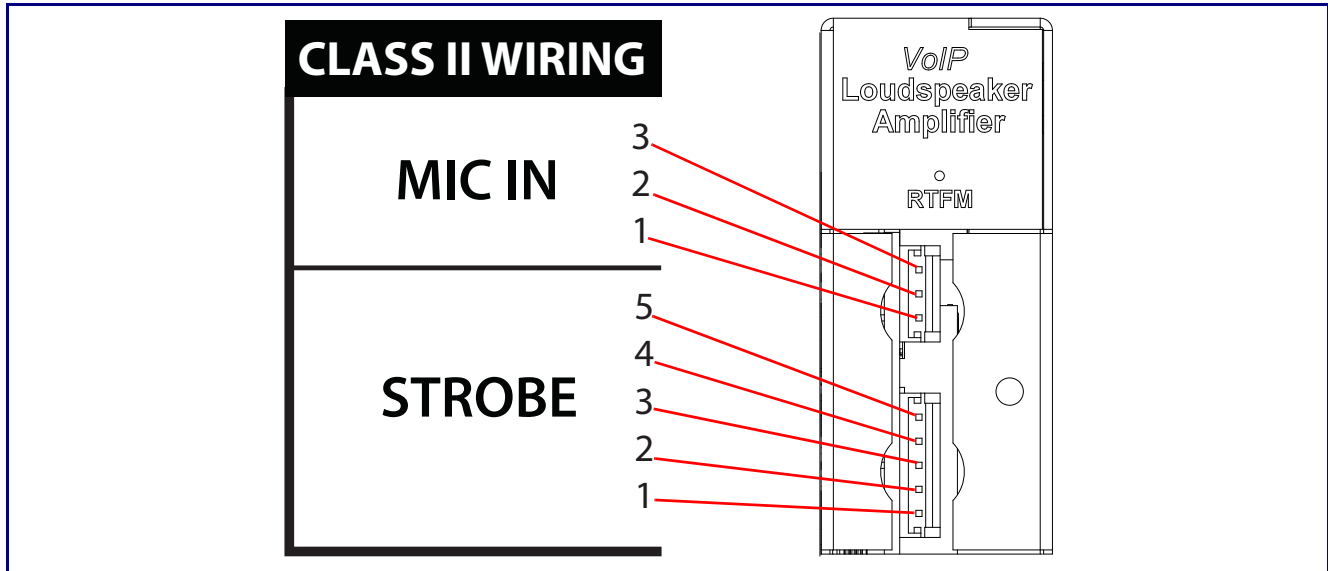 CLASS II WIRING
MIC IN
3
2
1
STROBE
5
4
3
2
1
VoIP
Loudspeaker
Amplifier
RTFM